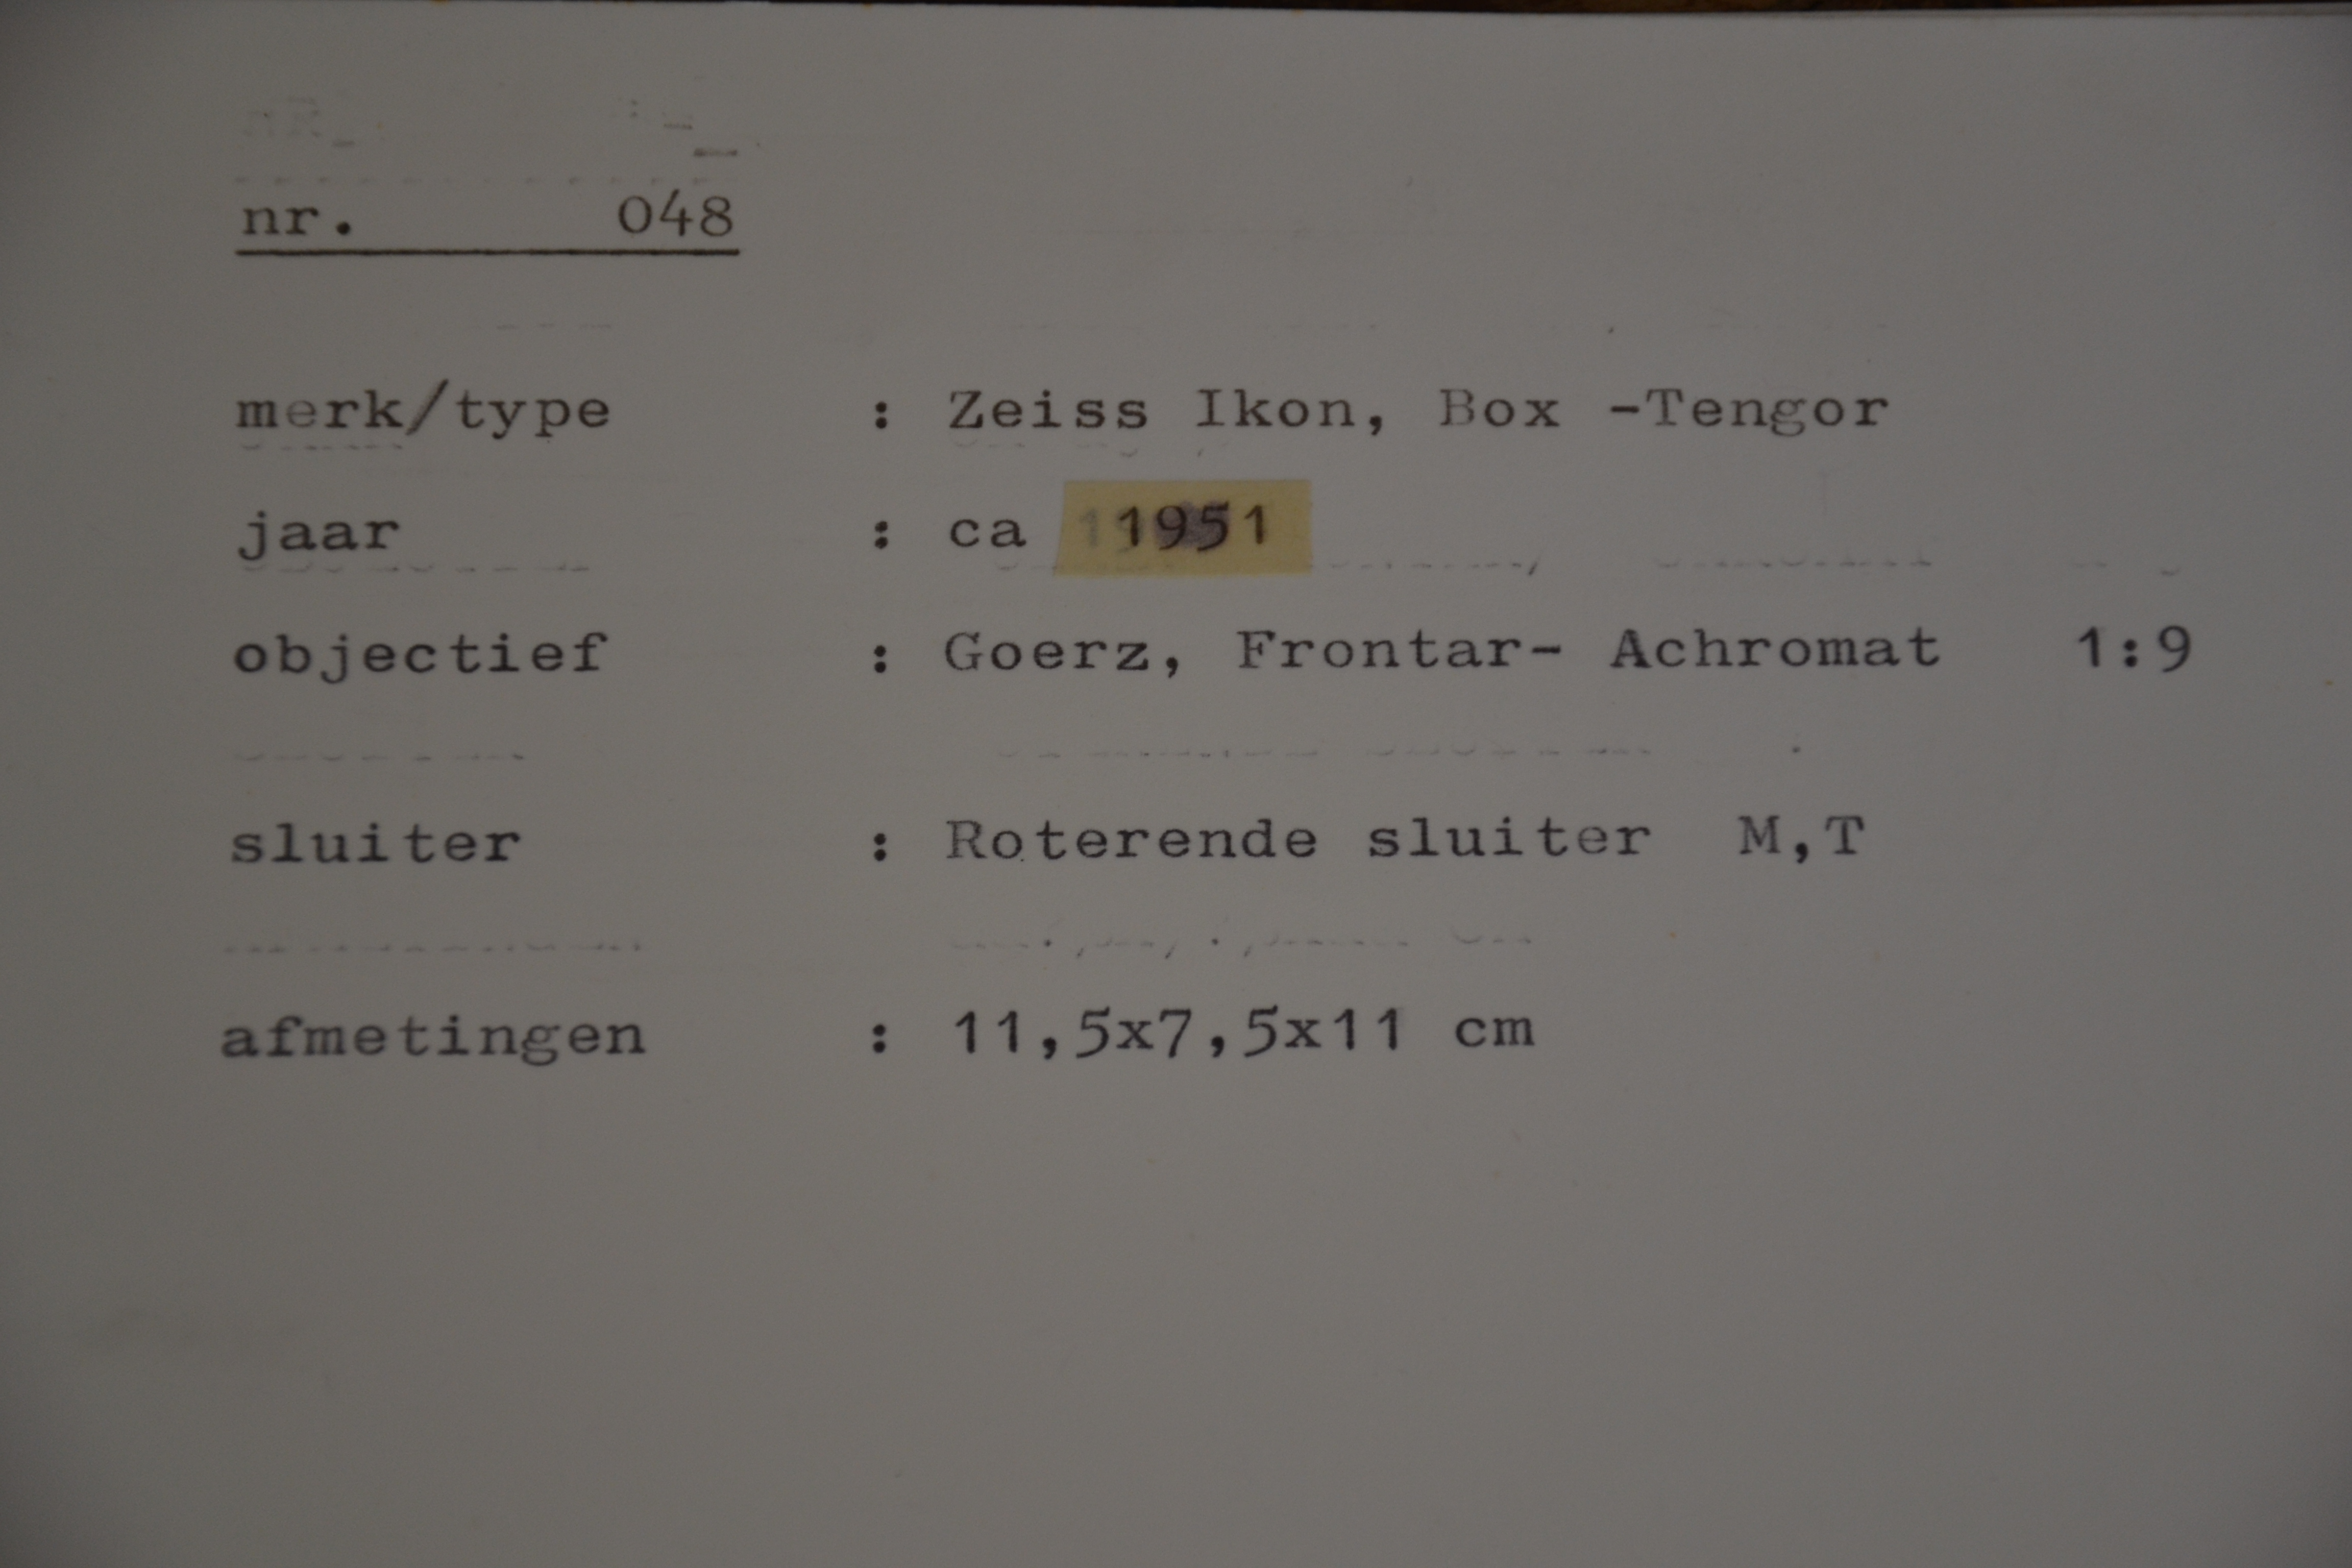 nr. 048
merk/type : Zeiss Ikon, Box -Tengor
jaar : ca 1951
objectief : Goerz, Frontar- Achromat 1:9
sluiter : Roterende sluiter M,T
afmetingen : 11,5x7,5x11 cm